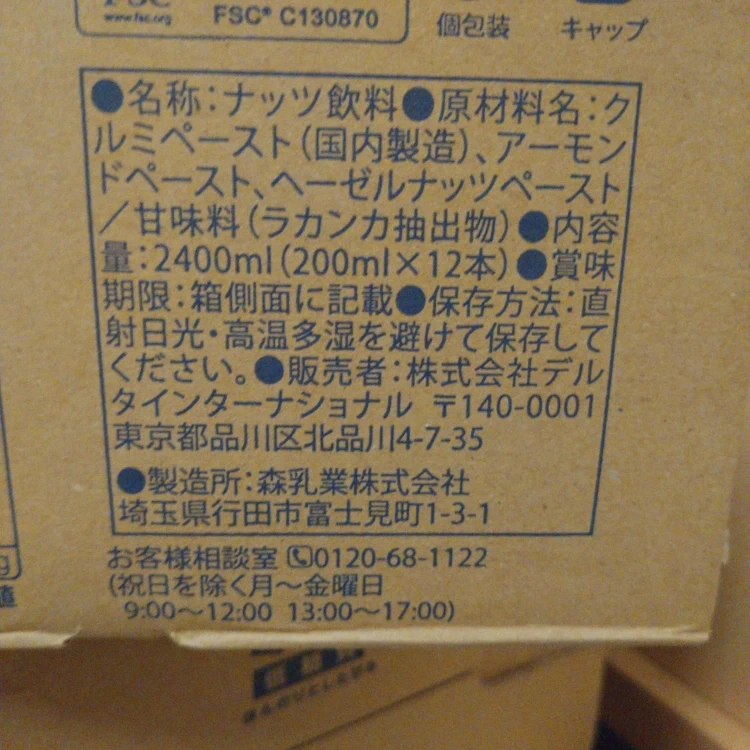 www.fsc.org
FSC® C130870
個包装
キャップ
●名称：ナッツ飲料●原材料名：ク
ルミペースト（国内製造）、アーモン
ドペースト、ヘーゼルナッツペースト
／甘味料（ラカンカ抽出物）●内容
量：2400ml（200ml×12本）●賞味
期限：箱側面に記載●保存方法：直
射日光・高温多湿を避けて保存して
ください。●販売者：株式会社デル
タインターナショナル 〒140-0001
東京都品川区北品川4-7-35
●製造所：森乳業株式会社
埼玉県行田市富士見町1-3-1
お客様相談室 0120-68-1122
（祝日を除く月～金曜日
9:00～12:00 13:00～17:00）